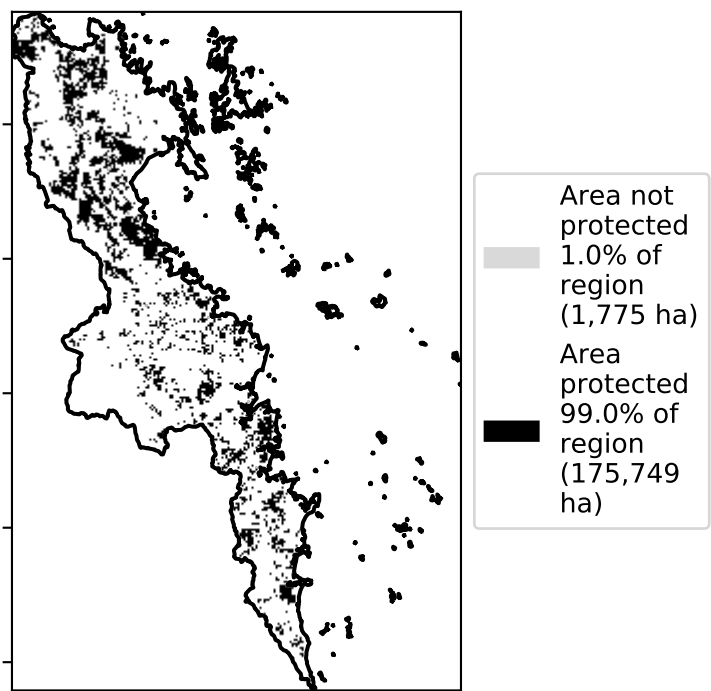 Area not
protected
1.0% of
region
(1,775 ha)
Area
protected
99.0% of
region
(175,749
ha)